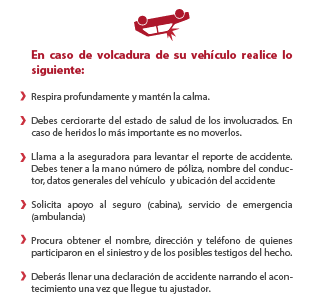 En caso de volcadura de su vehículo realice lo
siguiente:
Respira profundamente y mantén la calma.
Debes cerciorarte del estado de salud de los involucrados. En
caso de heridos lo más importante es no moverlos.
Llama a la aseguradora para levantar el reporte de accidente.
Debes tener a la mano número de póliza, nombre del conduc-
tor, datos generales del vehículo y ubicación del accidente
Solicita apoyo al seguro (cabina), servicio de emergencia
(ambulancia)
Procura obtener el nombre, dirección y teléfono de quienes
participaron en el siniestro y de los posibles testigos del hecho.
Deberás llenar una declaración de accidente narrando el acon-
tecimiento una vez que llegue tu ajustador.